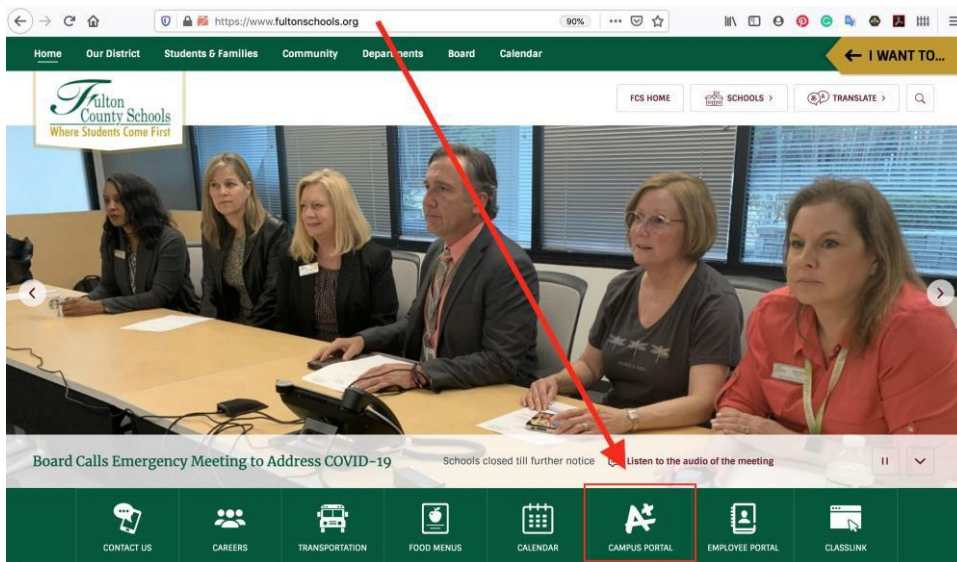 https://www.fultonschools.org
90%
Home Our District Students & Families Community Departments Board Calendar
I WANT TO...
Fulton
County Schools
Where Students Come First
FCS HOME SCHOOLS > TRANSLATE >
Board Calls Emergency Meeting to Address COVID-19 Schools closed till further notice Listen to the audio of the meeting
CONTACT US CAREERS TRANSPORTATION FOOD MENUS CALENDAR CAMPUS PORTAL EMPLOYEE PORTAL CLASSLINK